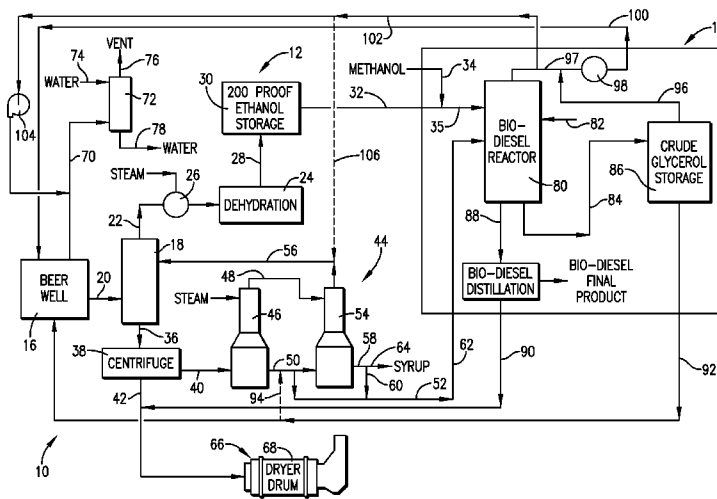 100
VENT
76
102
97
1
74
WATER
72
104
78
WATER
70
12
30
200 PROOF
ETHANOL
STORAGE
METHANOL
34
32
35
98
96
BIO-
DIESEL
REACTOR
80
82
CRUDE
GLYCEROL
STORAGE
86
STEAM
26
28
106
22
DEHYDRATION
24
84
88
18
56
44
BEER
WELL
16
20
STEAM
48
46
54
BIO-DIESEL
DISTILLATION
BIO-DIESEL
FINAL
PRODUCT
36
38
CENTRIFUGE
40
50
58
64
SYRUP
62
90
92
42
94
60
52
10
66
68
DRYER
DRUM